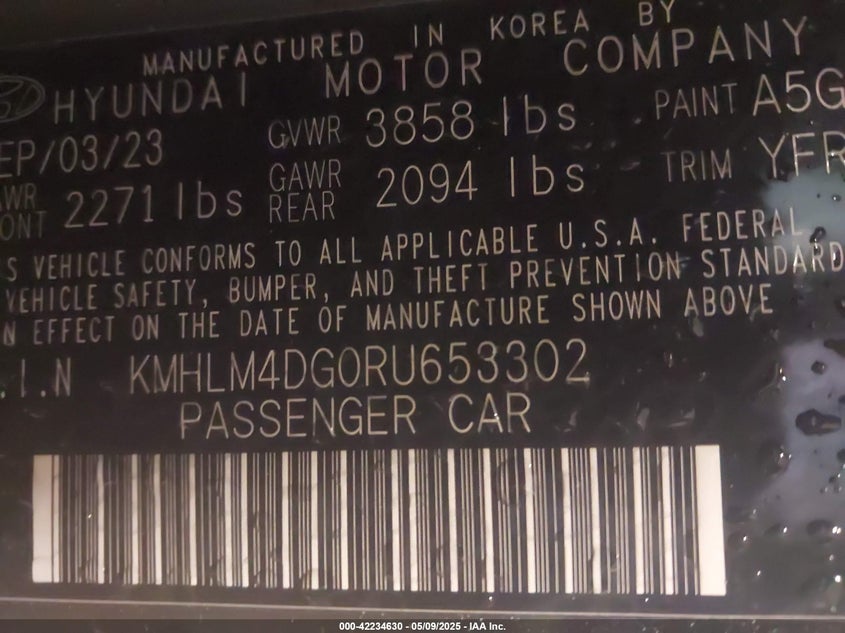 MANUFACTURED IN KOREA BY
HYUNDAI MOTOR COMPANY
EP/03/23 GVWR 3858 lbs PAINT A5G
WR ONT 2271 lbs GAWR REAR 2094 lbs TRIM YFR
S VEHICLE CONFORMS TO ALL APPLICABLE U.S.A. FEDERAL
VEHICLE SAFETY, BUMPER, AND THEFT PREVENTION STANDARD
N EFFECT ON THE DATE OF MANUFACTURE SHOWN ABOVE
.I.N KMHLM4DG0RU653302
PASSENGER CAR
000-42234630 - 05/09/2025 - IAA Inc.